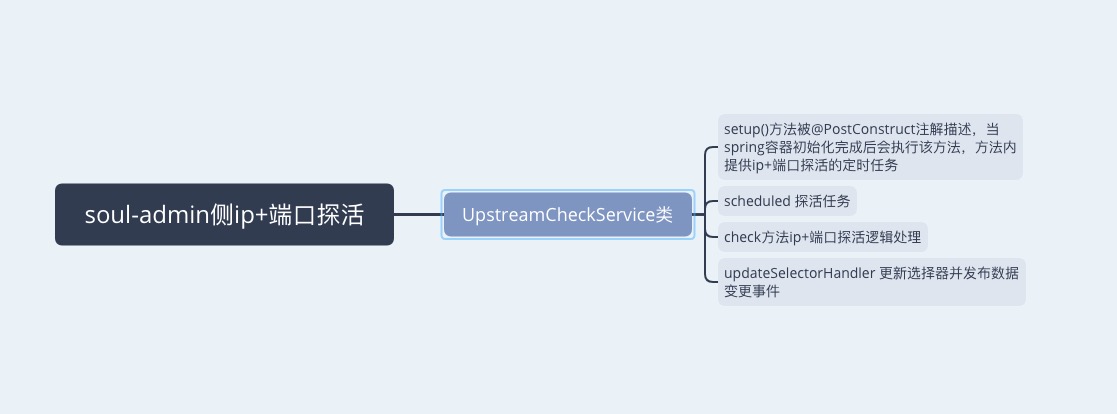 soul-admin侧ip+端口探活
UpstreamCheckService类
setup()方法被@PostConstruct注解描述，当
spring容器初始化完成后会执行该方法，方法内
提供ip+端口探活的定时任务
scheduled 探活任务
check方法ip+端口探活逻辑处理
updateSelectorHandler 更新选择器并发布数据
变更事件